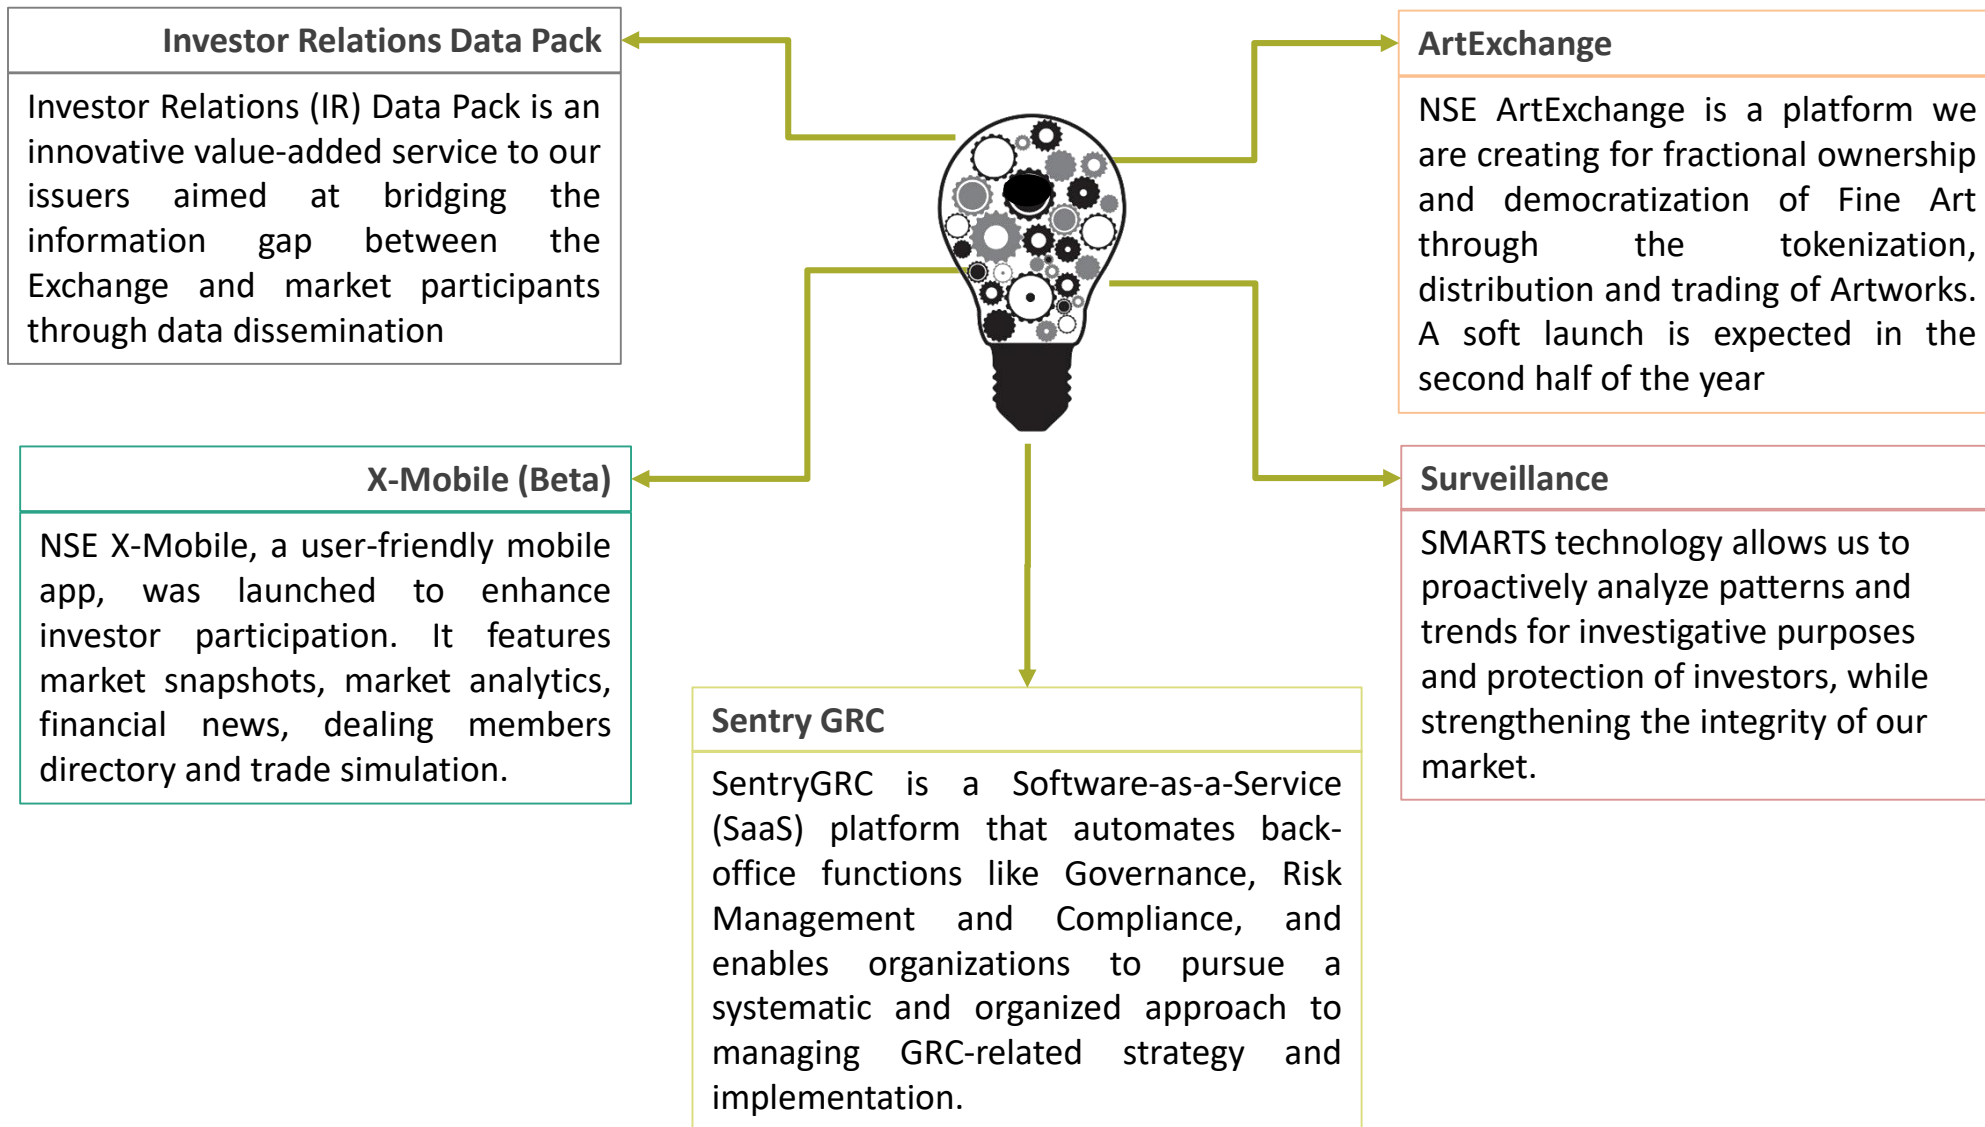 Investor Relations Data Pack
Investor Relations (IR) Data Pack is an
innovative value-added service to our
issuers aimed at bridging the
information gap between the
Exchange and market participants
through data dissemination
ArtExchange
NSE ArtExchange is a platform we
are creating for fractional ownership
and democratization of Fine Art
through the tokenization,
distribution and trading of Artworks.
A soft launch is expected in the
second half of the year
X-Mobile (Beta)
NSE X-Mobile, a user-friendly mobile
app, was launched to enhance
investor participation. It features
market snapshots, market analytics,
financial news, dealing members
directory and trade simulation.
Surveillance
SMARTS technology allows us to
proactively analyze patterns and
trends for investigative purposes
and protection of investors, while
strengthening the integrity of our
market.
Sentry GRC
SentryGRC is a Software-as-a-Service
(SaaS) platform that automates back-
office functions like Governance, Risk
Management and Compliance, and
enables organizations to pursue a
systematic and organized approach to
managing GRC-related strategy and
implementation.